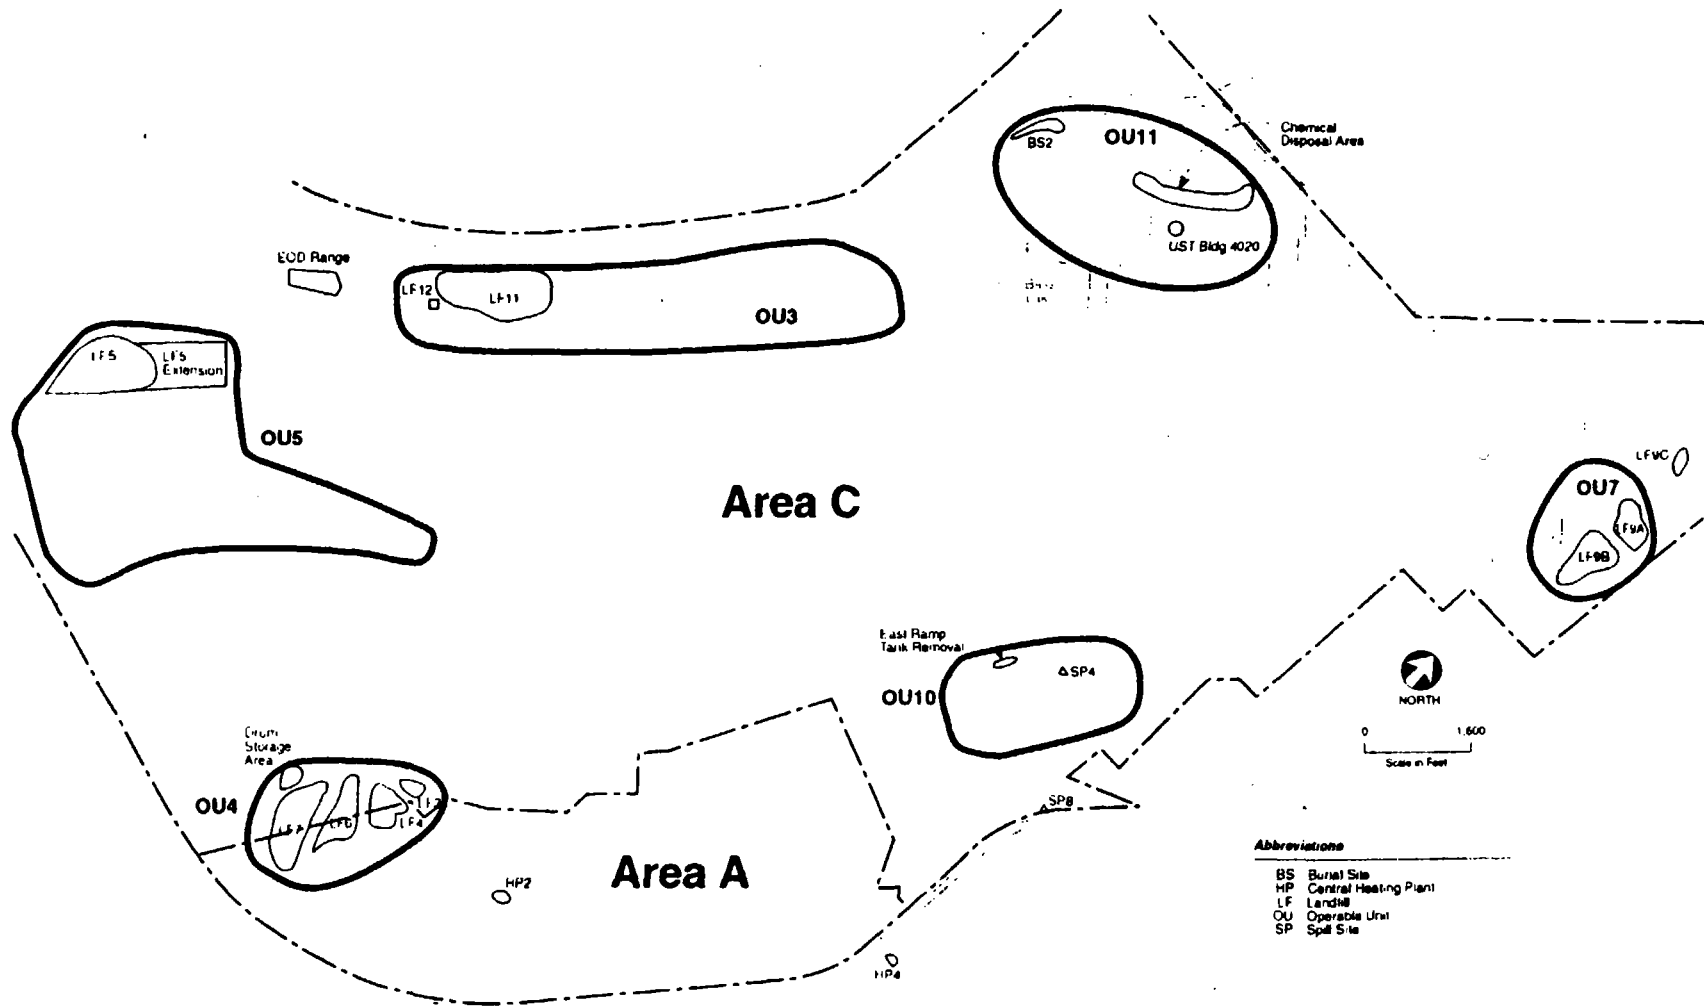 Chemical
Disposal Area
OU11
BS2
UST Bldg 4020
EOD Range
LF12
LF11
OU3
LF5
LF5
Extension
OU5
Area C
LF9C
OU7
LF9A
LF9B
East Ramp
Tank Removal
SP4
OU10
NORTH
0 1,600
Scale in Feet
Drum
Storage
Area
OU4
LF7
LF6
LF4
SP8
Area A
HP2
HP4
Abbreviations
BS Burial Site
HP Central Heating Plant
LF Landfill
OU Operable Unit
SP Spill Site